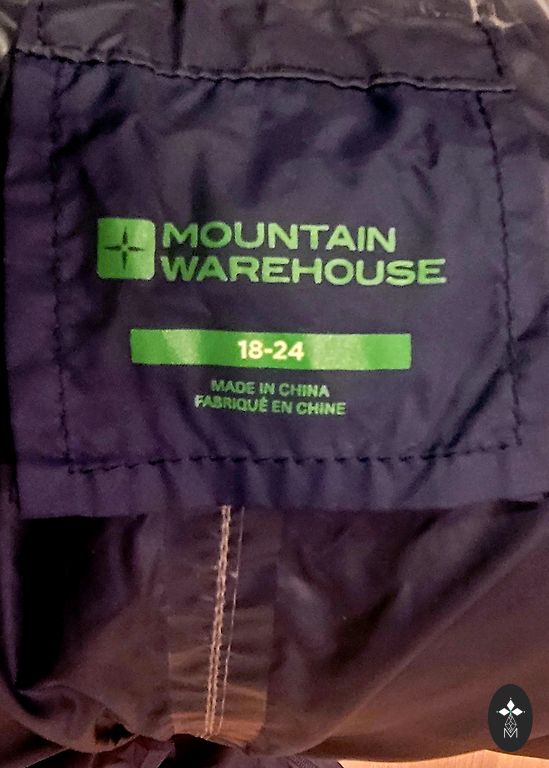 MOUNTAIN
WAREHOUSE
18-24
MADE IN CHINA
FABRIQUÉ EN CHINE
M